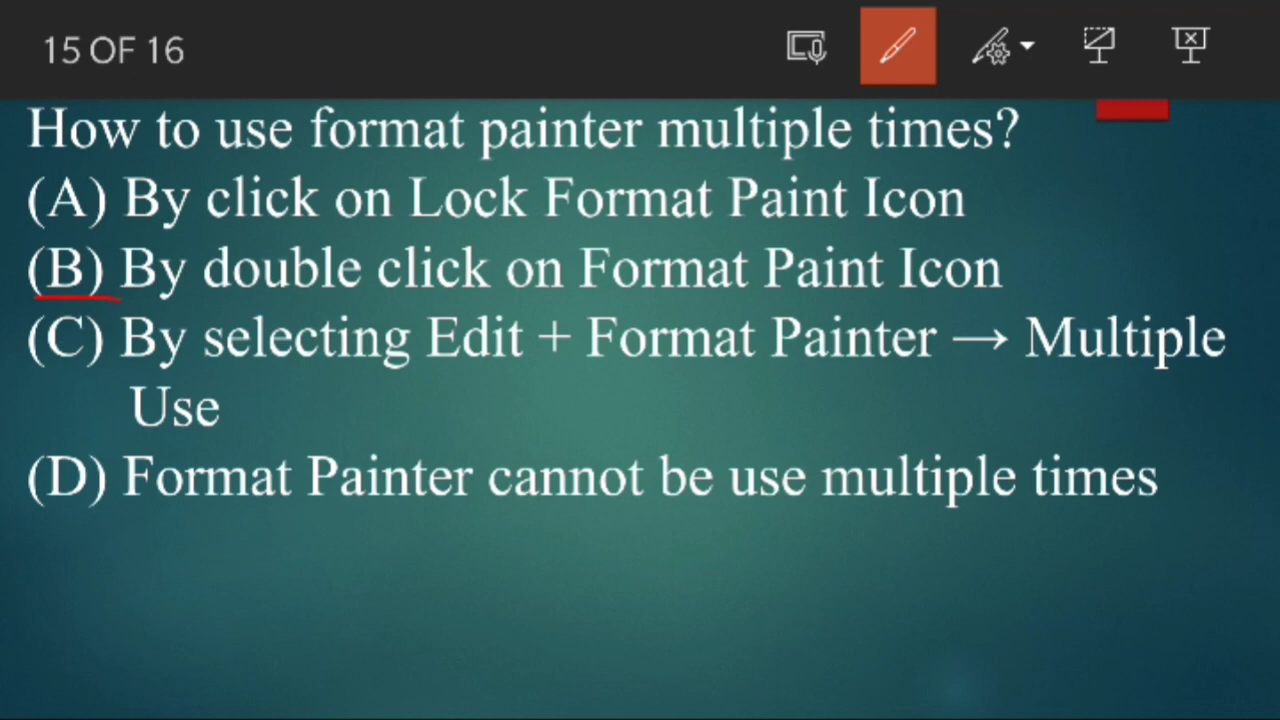 15 OF 16
How to use format painter multiple times?
(A) By click on Lock Format Paint Icon
(B) By double click on Format Paint Icon
(C) By selecting Edit + Format Painter → Multiple
Use
(D) Format Painter cannot be use multiple times